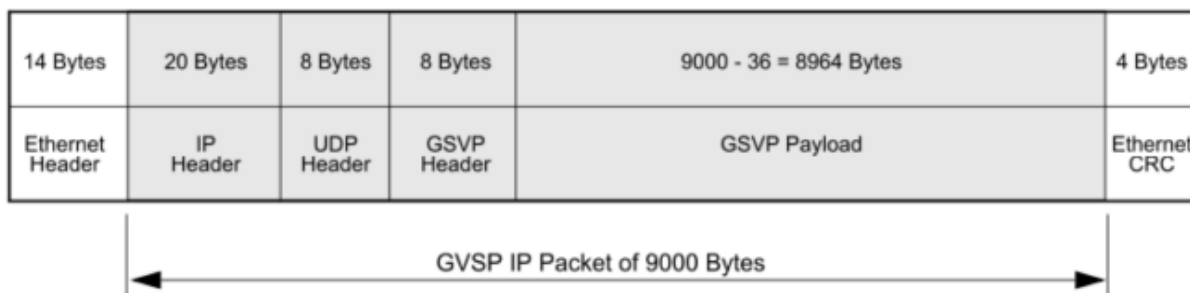 14 Bytes 20 Bytes 8 Bytes 8 Bytes 9000 - 36 = 8964 Bytes 4 Bytes
Ethernet IP UDP GSVP GSVP Payload Ethernet
Header Header Header Header CRC
GVSP IP Packet of 9000 Bytes